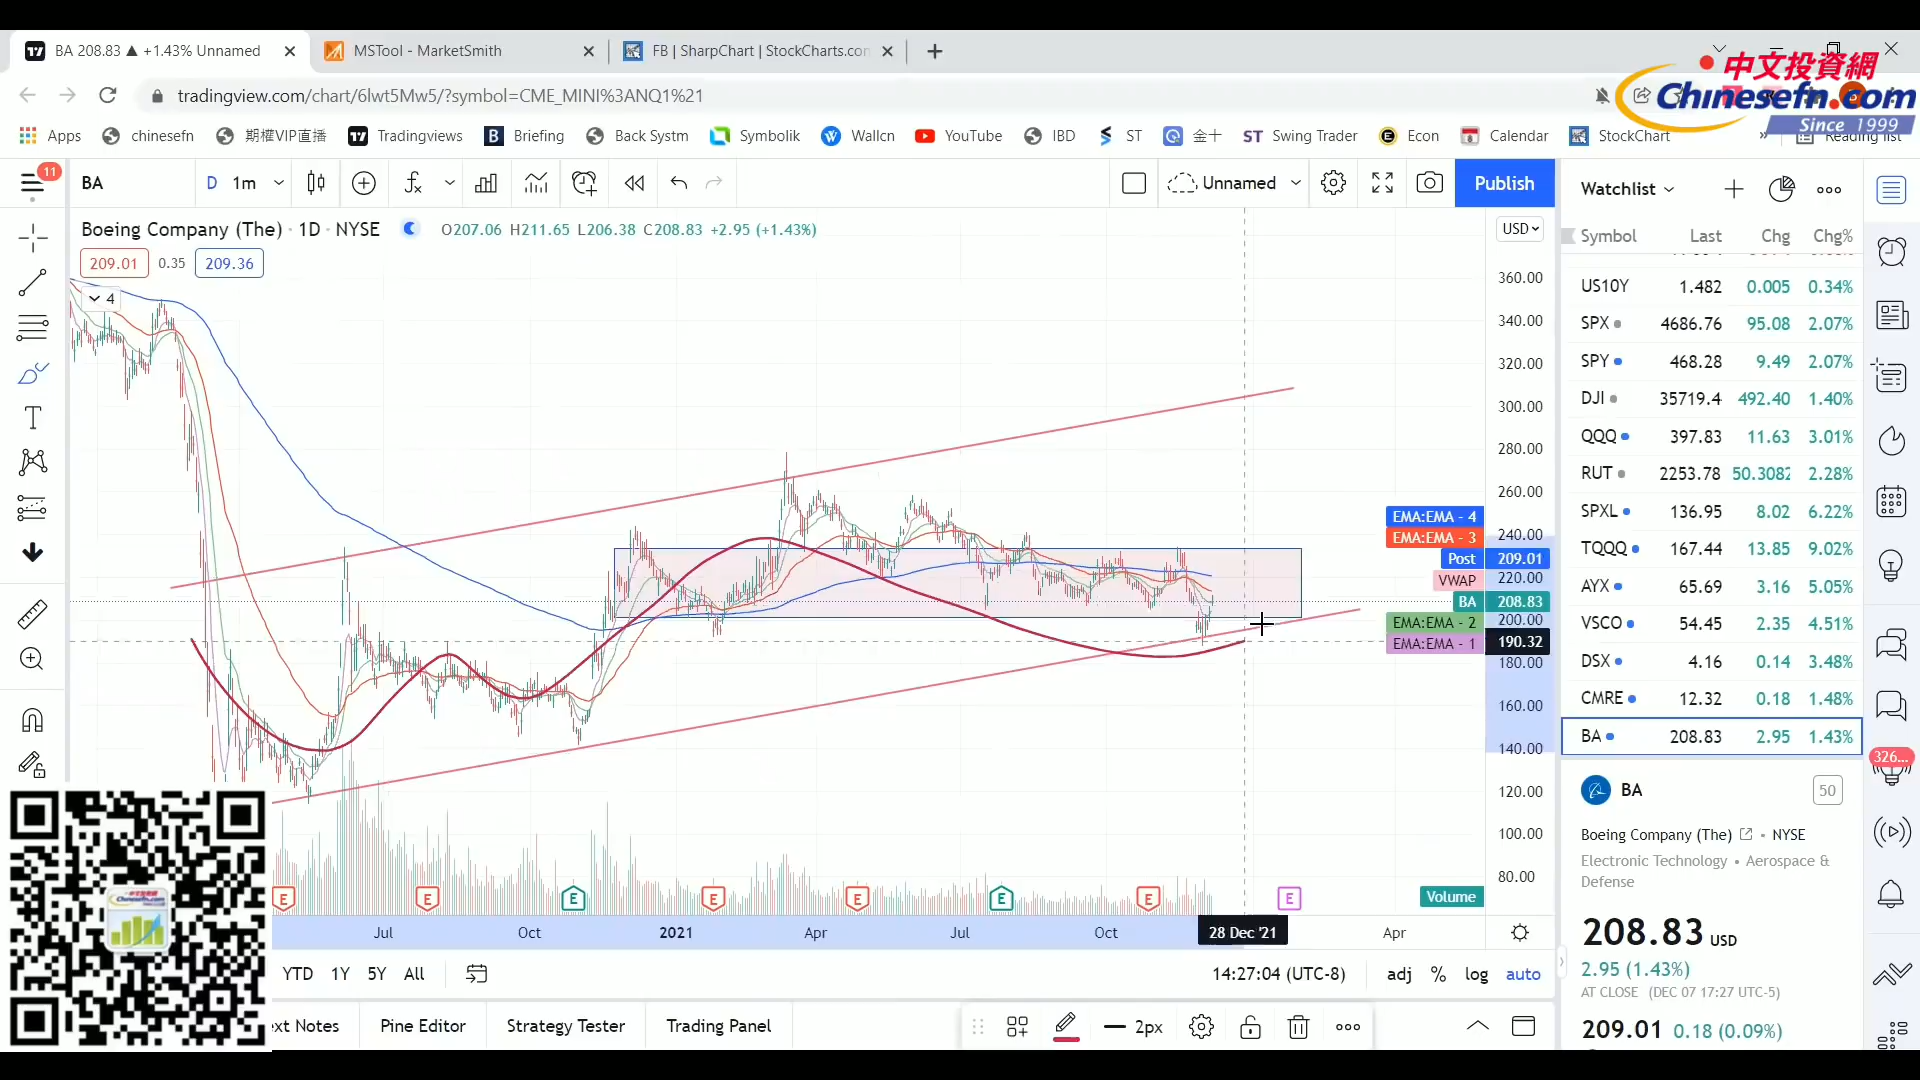 BA 208.83 ▲ +1.43% Unnamed
MSTool - MarketSmith
FB | SharpChart | StockCharts.com
tradingview.com/chart/6lwt5Mw5/?symbol=CME_MINI%3ANQ1%21
中文投資網
Chinesefn.com
Since 1999
Apps chinesefn 期權VIP直播 Tradingviews Briefing Back Systm Symbolik Wallcn YouTube IBD ST 金十 Swing Trader Econ Calendar StockChart » Reading list
11
BA D 1m Unnamed Publish
Boeing Company (The) · 1D · NYSE O207.06 H211.65 L206.38 C208.83 +2.95 (+1.43%)
209.01 0.35 209.36
4
USD
360.00
340.00
320.00
300.00
280.00
260.00
EMA:EMA - 4
240.00
EMA:EMA - 3
Post 209.01
VWAP 220.00
BA 208.83
EMA:EMA - 2 200.00
EMA:EMA - 1 190.32
180.00
160.00
140.00
120.00
100.00
80.00
Volume
E E E E E E E E
Jul Oct 2021 Apr Jul Oct 28 Dec '21 Apr
YTD 1Y 5Y All 14:27:04 (UTC-8) adj % log auto
Pine Editor Strategy Tester Trading Panel 2px
Watchlist
Symbol Last Chg Chg%
US10Y 1.482 0.005 0.34%
SPX 4686.76 95.08 2.07%
SPY 468.28 9.49 2.07%
DJI 35719.4 492.40 1.40%
QQQ 397.83 11.63 3.01%
RUT 2253.78 50.3082 2.28%
SPXL 136.95 8.02 6.22%
TQQQ 167.44 13.85 9.02%
AYX 65.69 3.16 5.05%
VSCO 54.45 2.35 4.51%
DSX 4.16 0.14 3.48%
CMRE 12.32 0.18 1.48%
BA 208.83 2.95 1.43%
326...
BA 50
Boeing Company (The) • NYSE
Electronic Technology • Aerospace &
Defense
208.83 USD
2.95 (1.43%)
AT CLOSE (DEC 07 17:27 UTC-5)
209.01 0.18 (0.09%)